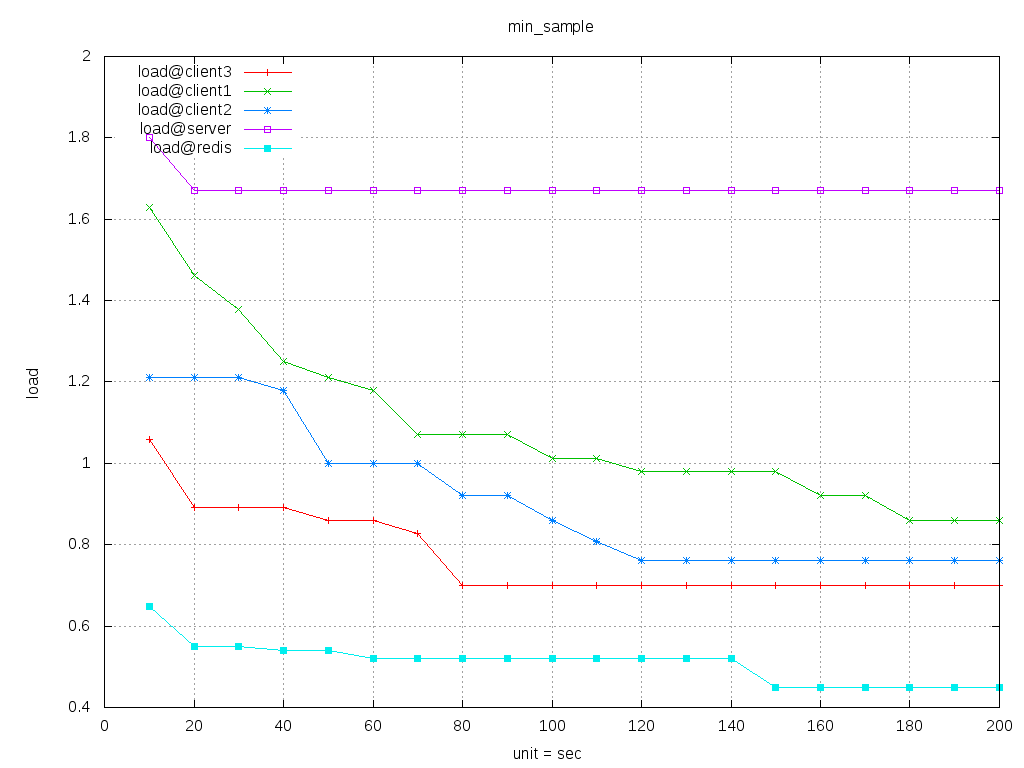 min_sample
load@client3
load@client1
load@client2
load@server
load@redis
2
1.8
1.6
1.4
1.2
1
0.8
0.6
0.4
load
0 20 40 60 80 100 120 140 160 180 200
unit = sec